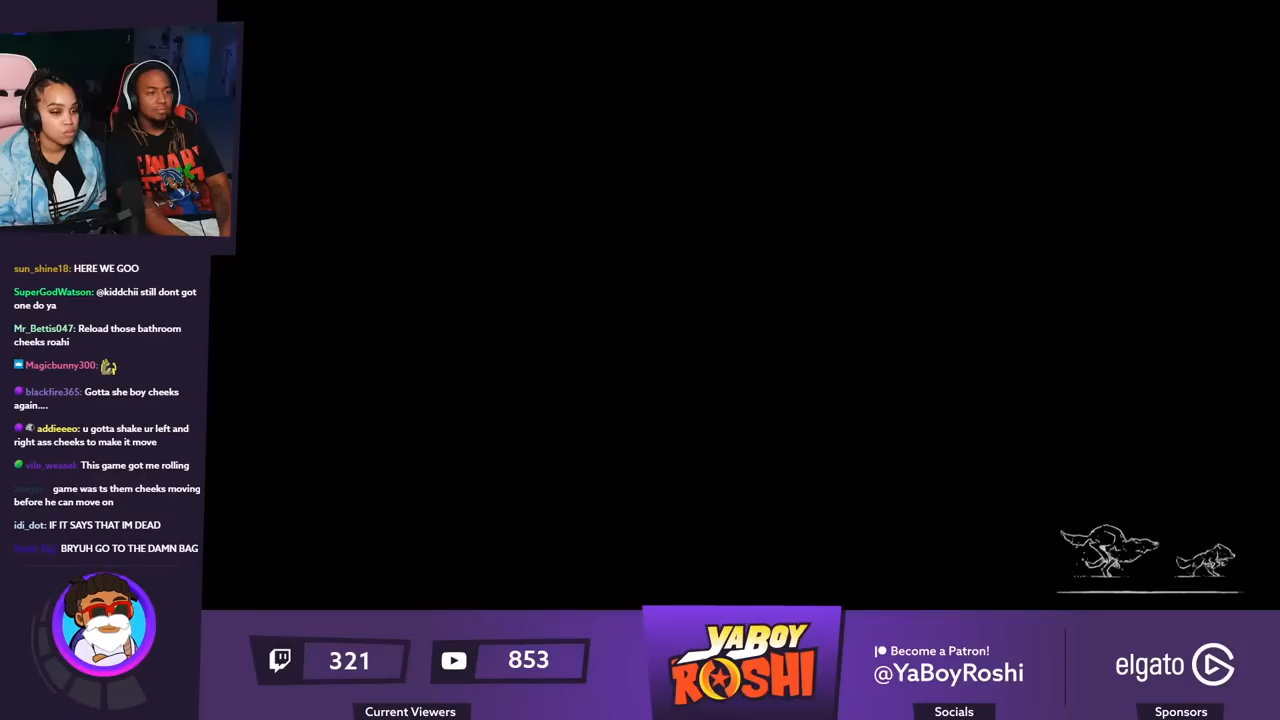 sun_shine18: HERE WE GOO
SuperGodWatson: @kiddchii still dont got
one do ya
Mr_Bettis047: Reload those bathroom
cheeks roahi
Magicbunny300:
blackfire365: Gotta she boy cheeks
again....
addieeeo: u gotta shake ur left and
right ass cheeks to make it move
vile_weasel: This game got me rolling
game was ts them cheeks moving
before he can move on
idi_dot: IF IT SAYS THAT IM DEAD
BRYUH GO TO THE DAMN BAG
321
853
Current Viewers
YABOY
ROSHI
Become a Patron!
@YaBoyRoshi
Socials
elgato
Sponsors